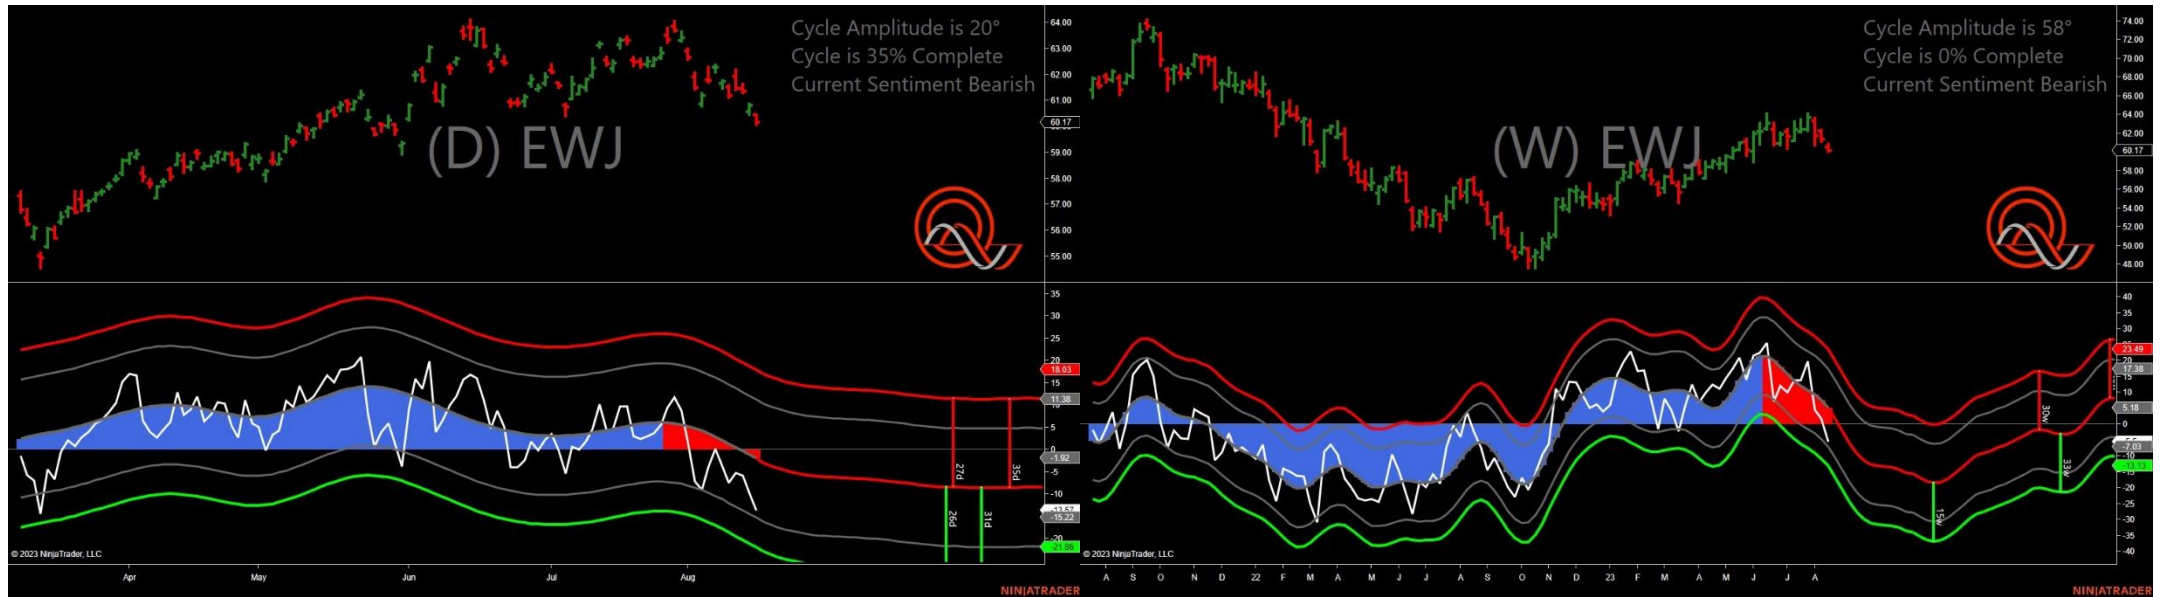 Cycle Amplitude is 20°
Cycle is 35% Complete
Current Sentiment Bearish
(D) EWJ
64.00
63.00
62.00
61.00
60.17
59.00
58.00
57.00
56.00
55.00
35
30
25
20
18.03
15
11.38
5
0
-1.92
-5
-10
-13.57
-15.22
-20
-21.86
27d
35d
26d
31d
© 2023 NinjaTrader, LLC
Apr May Jun Jul Aug
NINJATRADER
Cycle Amplitude is 58°
Cycle is 0% Complete
Current Sentiment Bearish
(W) EWJ
74.00
72.00
70.00
68.00
66.00
64.00
62.00
60.17
58.00
56.00
54.00
52.00
50.00
48.00
40
35
30
25
23.49
20
17.38
15
10
5.18
0
-7.03
-10
-13.13
-15
-20
-25
-30
-35
-40
30w
33w
15w
© 2023 NinjaTrader, LLC
A S O N D 22 F M A M J J A S O N D 23 F M A M J J A
NINJATRADER